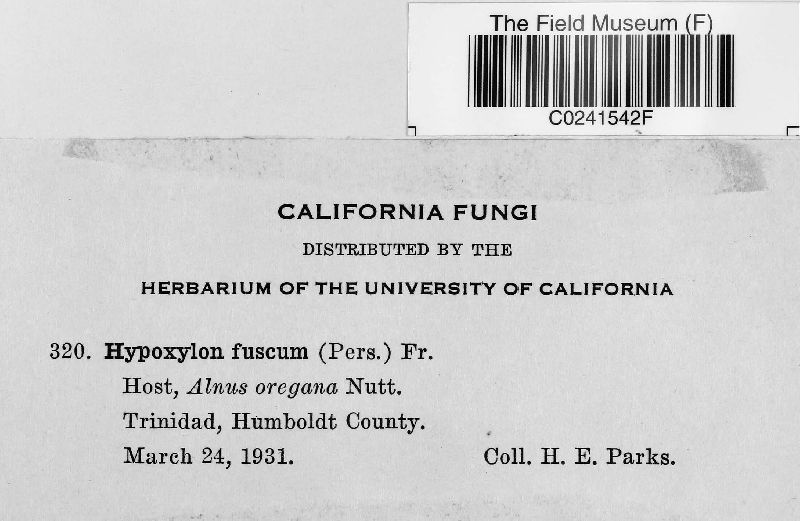 The Field Museum (F)
C0241542F
CALIFORNIA FUNGI
DISTRIBUTED BY THE
HERBARIUM OF THE UNIVERSITY OF CALIFORNIA
320. Hypoxylon fuscum (Pers.) Fr.
Host, Alnus oregana Nutt.
Trinidad, Humboldt County.
March 24, 1931. Coll. H. E. Parks.